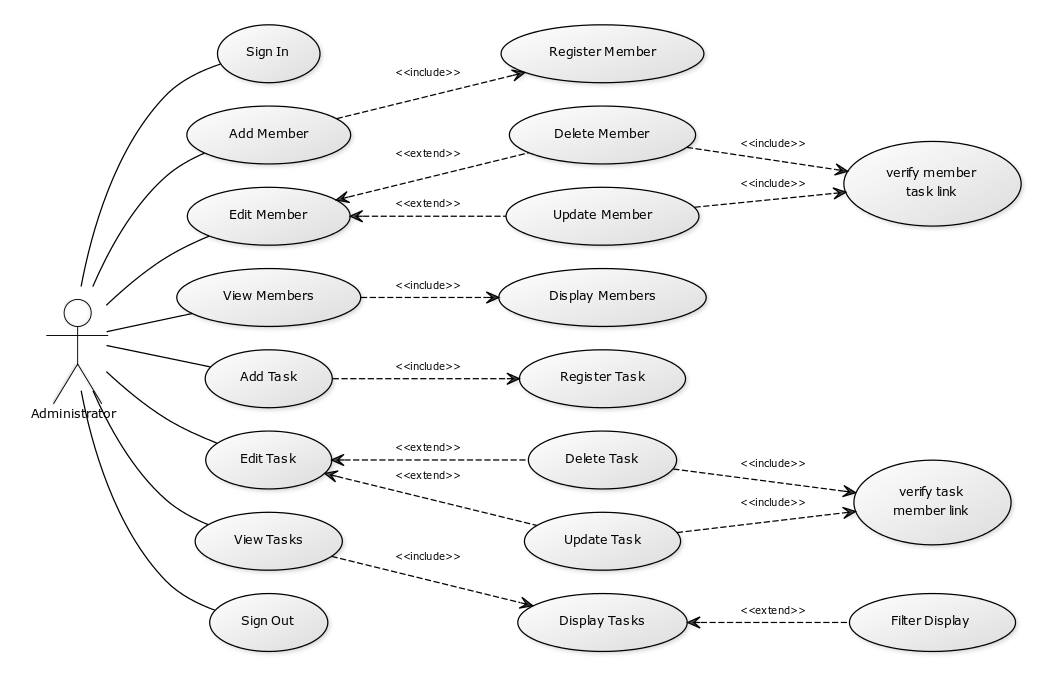 Sign In
Register Member
<<include>>
Add Member
Delete Member
<<extend>>
<<include>>
verify member
task link
<<include>>
<<extend>>
Edit Member
Update Member
<<include>>
View Members
Display Members
<<include>>
Add Task
Register Task
Administrator
<<extend>>
Edit Task
Delete Task
<<include>>
<<extend>>
verify task
member link
<<include>>
View Tasks
Update Task
<<include>>
<<extend>>
Sign Out
Display Tasks
Filter Display